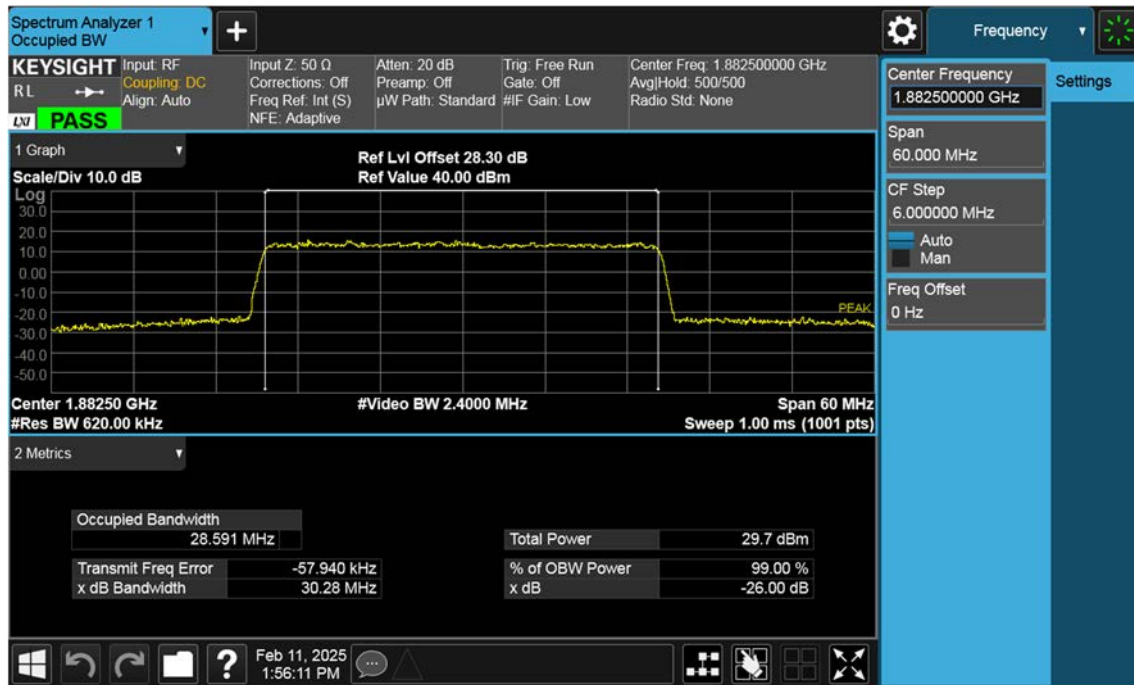 Spectrum Analyzer 1
Occupied BW
+
Frequency
KEYSIGHT
RL
LXI
PASS
Input: RF
Coupling: DC
Align: Auto
Input Z: 50 Ω
Corrections: Off
Freq Ref: Int (S)
NFE: Adaptive
Atten: 20 dB
Preamp: Off
µW Path: Standard
Trig: Free Run
Gate: Off
#IF Gain: Low
Center Freq: 1.882500000 GHz
Avg|Hold: 500/500
Radio Std: None
Center Frequency
1.882500000 GHz
Settings
Span
60.000 MHz
CF Step
6.000000 MHz
Auto
Man
Freq Offset
0 Hz
1 Graph
Scale/Div 10.0 dB
Ref Lvl Offset 28.30 dB
Ref Value 40.00 dBm
Log
30.0
20.0
10.0
0.00
-10.0
-20.0
-30.0
-40.0
-50.0
PEAK
Center 1.88250 GHz
#Video BW 2.4000 MHz
Span 60 MHz
#Res BW 620.00 kHz
Sweep 1.00 ms (1001 pts)
2 Metrics
Occupied Bandwidth
28.591 MHz
Total Power 29.7 dBm
Transmit Freq Error -57.940 kHz
% of OBW Power 99.00 %
x dB Bandwidth 30.28 MHz
x dB -26.00 dB
?
Feb 11, 2025
1:56:11 PM